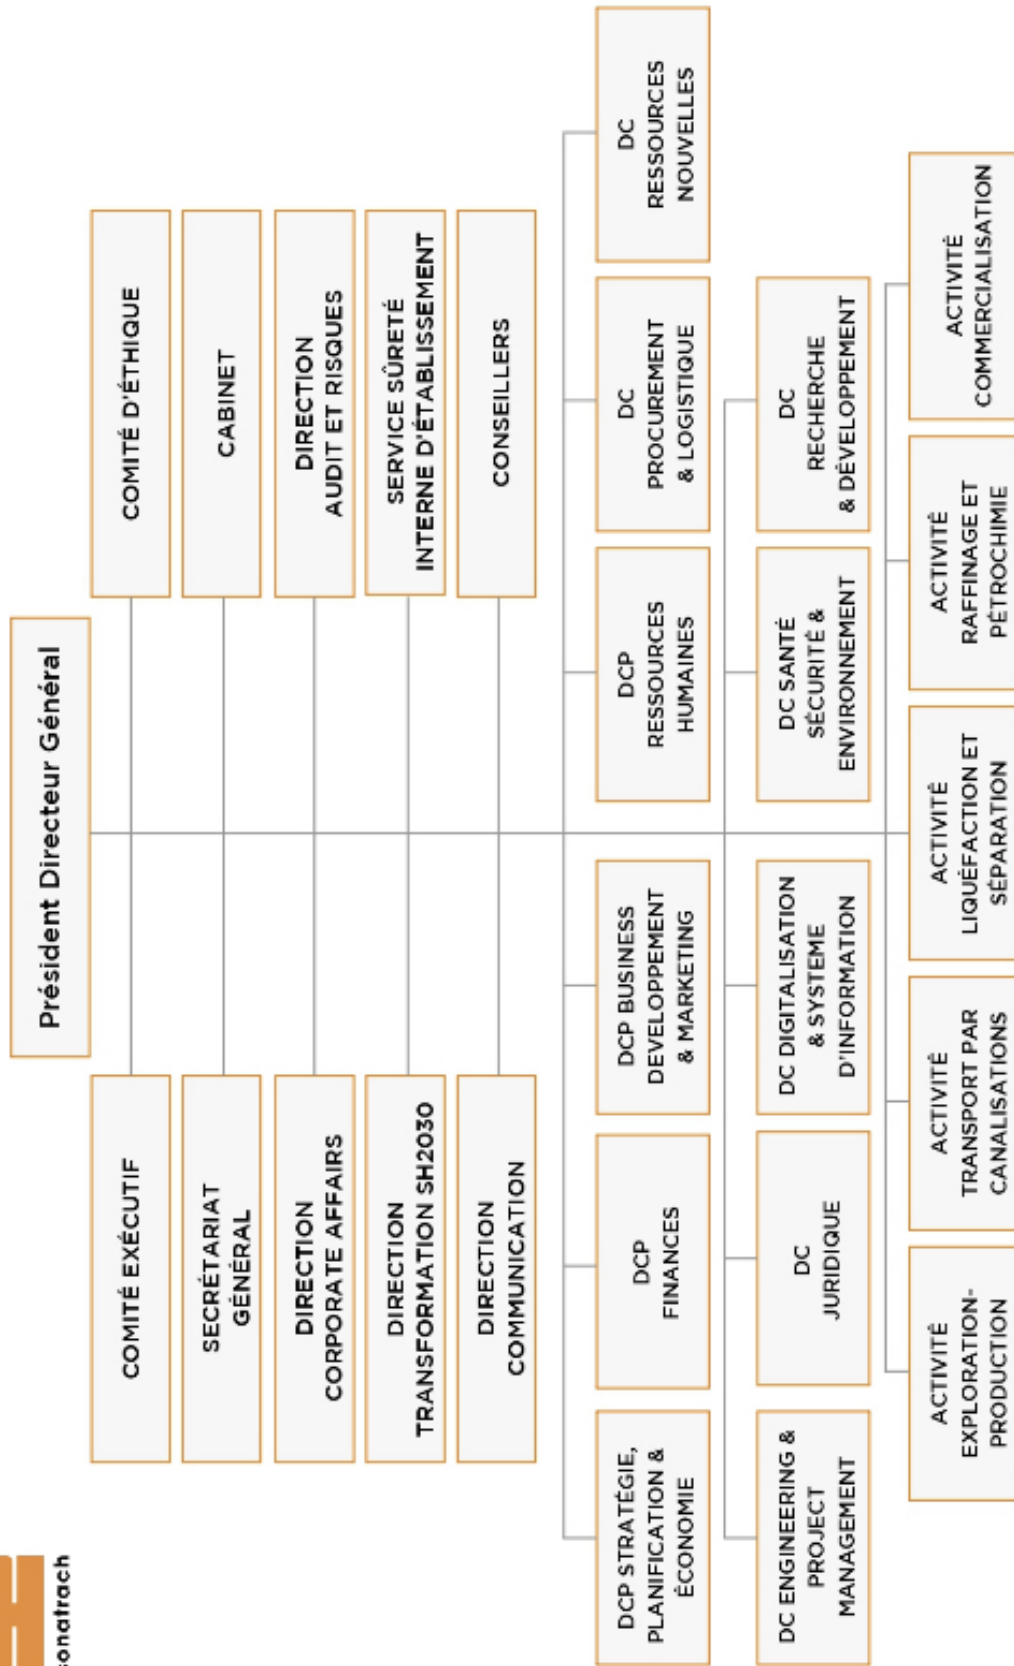 sonatrach
Président Directeur Général
COMITÉ EXÉCUTIF
COMITÉ D'ÉTHIQUE
SECRÉTARIAT
GÉNÉRAL
CABINET
DIRECTION
CORPORATE AFFAIRS
DIRECTION
AUDIT ET RISQUES
DIRECTION
TRANSFORMATION SH2030
SERVICE SÛRETÉ
INTERNE D'ÉTABLISSEMENT
DIRECTION
COMMUNICATION
CONSEILLERS
DCP STRATÉGIE,
PLANIFICATION &
ÉCONOMIE
DCP
FINANCES
DCP BUSINESS
DEVELOPPEMENT
& MARKETING
DCP
RESSOURCES
HUMAINES
DC
PROCUREMENT
& LOGISTIQUE
DC
RESSOURCES
NOUVELLES
DC ENGINEERING &
PROJECT
MANAGEMENT
DC
JURIDIQUE
DC DIGITALISATION
& SYSTEME
D'INFORMATION
DC SANTÉ
SÉCURITÉ &
ENVIRONNEMENT
DC
RECHERCHE
& DÉVELOPPEMENT
ACTIVITÉ
EXPLORATION-
PRODUCTION
ACTIVITÉ
TRANSPORT PAR
CANALISATIONS
ACTIVITÉ
LIQUÉFACTION ET
SÉPARATION
ACTIVITÉ
RAFFINAGE ET
PÉTROCHIMIE
ACTIVITÉ
COMMERCIALISATION